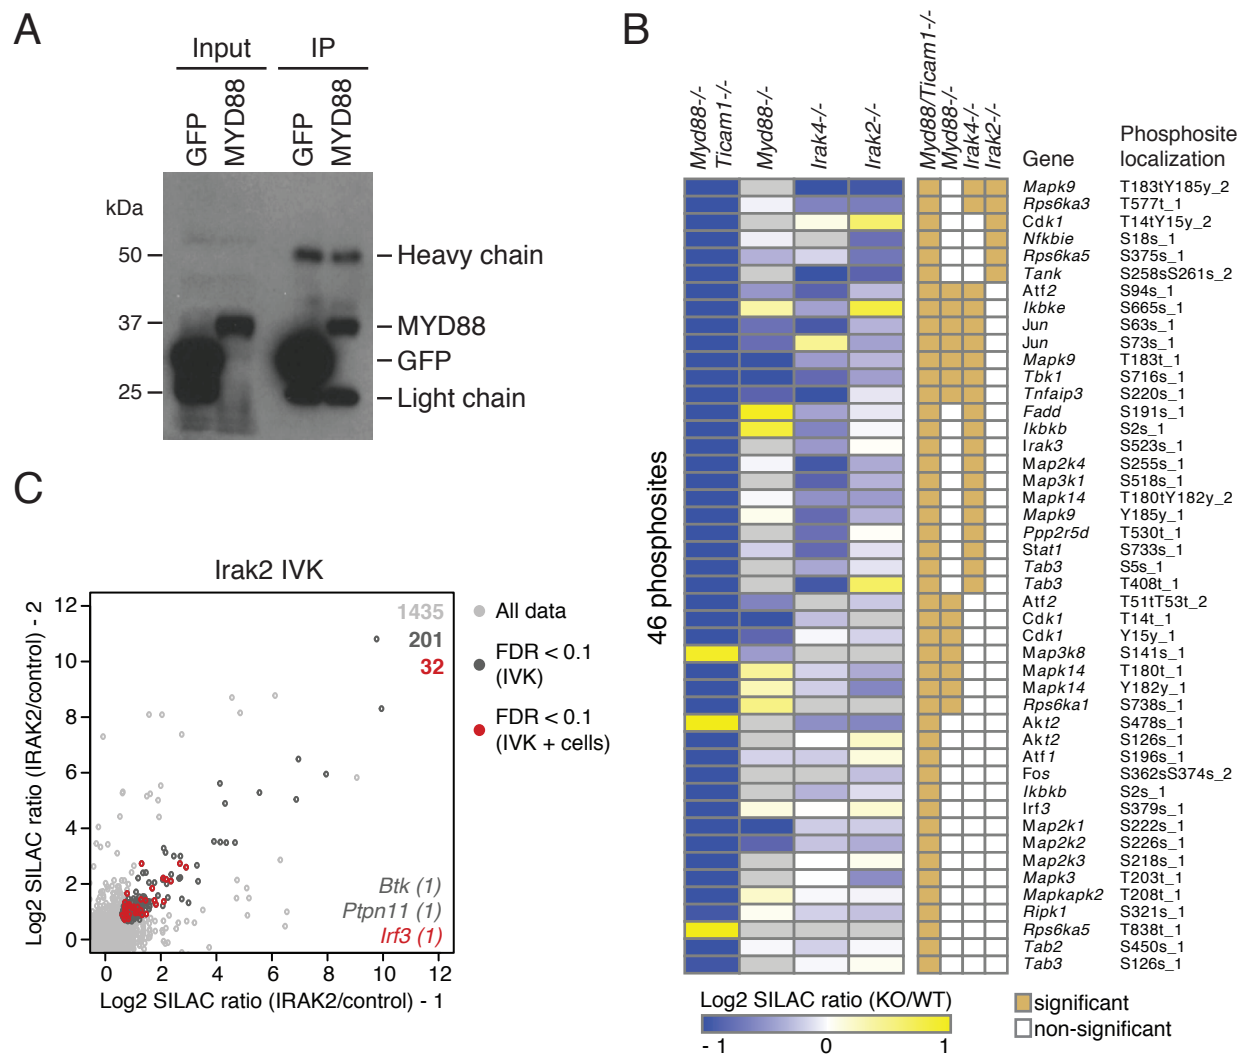 A
Input
IP
GFP
MYD88
GFP
MYD88
kDa
50
37
25
Heavy chain
MYD88
GFP
Light chain
B
Myd88-/-
Ticam1-/-
Myd88-/-
Irak4-/-
Irak2-/-
Myd88/Ticam1-/-
Myd88-/-
Irak4-/-
Irak2-/-
Gene
Phosphosite
localization
46 phosphosites
Mapk9 T183tY185y_2
Rps6ka3 T577t_1
Cdk1 T14tY15y_2
Nfkbie S18s_1
Rps6ka5 S375s_1
Tank S258sS261s_2
Atf2 S94s_1
Ikbke S665s_1
Jun S63s_1
Jun S73s_1
Mapk9 T183t_1
Tbk1 S716s_1
Tnfaip3 S220s_1
Fadd S191s_1
Ikbkb S2s_1
Irak3 S523s_1
Map2k4 S255s_1
Map3k1 S518s_1
Mapk14 T180tY182y_2
Mapk9 Y185y_1
Ppp2r5d T530t_1
Stat1 S733s_1
Tab3 S5s_1
Tab3 T408t_1
Atf2 T51tT53t_2
Cdk1 T14t_1
Cdk1 Y15y_1
Map3k8 S141s_1
Mapk14 T180t_1
Mapk14 Y182y_1
Rps6ka1 S738s_1
Akt2 S478s_1
Akt2 S126s_1
Atf1 S196s_1
Fos S362sS374s_2
Ikbkb S2s_1
Irf3 S379s_1
Map2k1 S222s_1
Map2k2 S226s_1
Map2k3 S218s_1
Mapk3 T203t_1
Mapkapk2 T208t_1
Ripk1 S321s_1
Rps6ka5 T838t_1
Tab2 S450s_1
Tab3 S126s_1
Log2 SILAC ratio (KO/WT)
- 1 0 1
significant
non-significant
C
Irak2 IVK
Log2 SILAC ratio (IRAK2/control) - 2
12
10
8
6
4
2
0
1435
201
32
Btk (1)
Ptpn11 (1)
Irf3 (1)
0 2 4 6 8 10 12
Log2 SILAC ratio (IRAK2/control) - 1
All data
FDR < 0.1
(IVK)
FDR < 0.1
(IVK + cells)